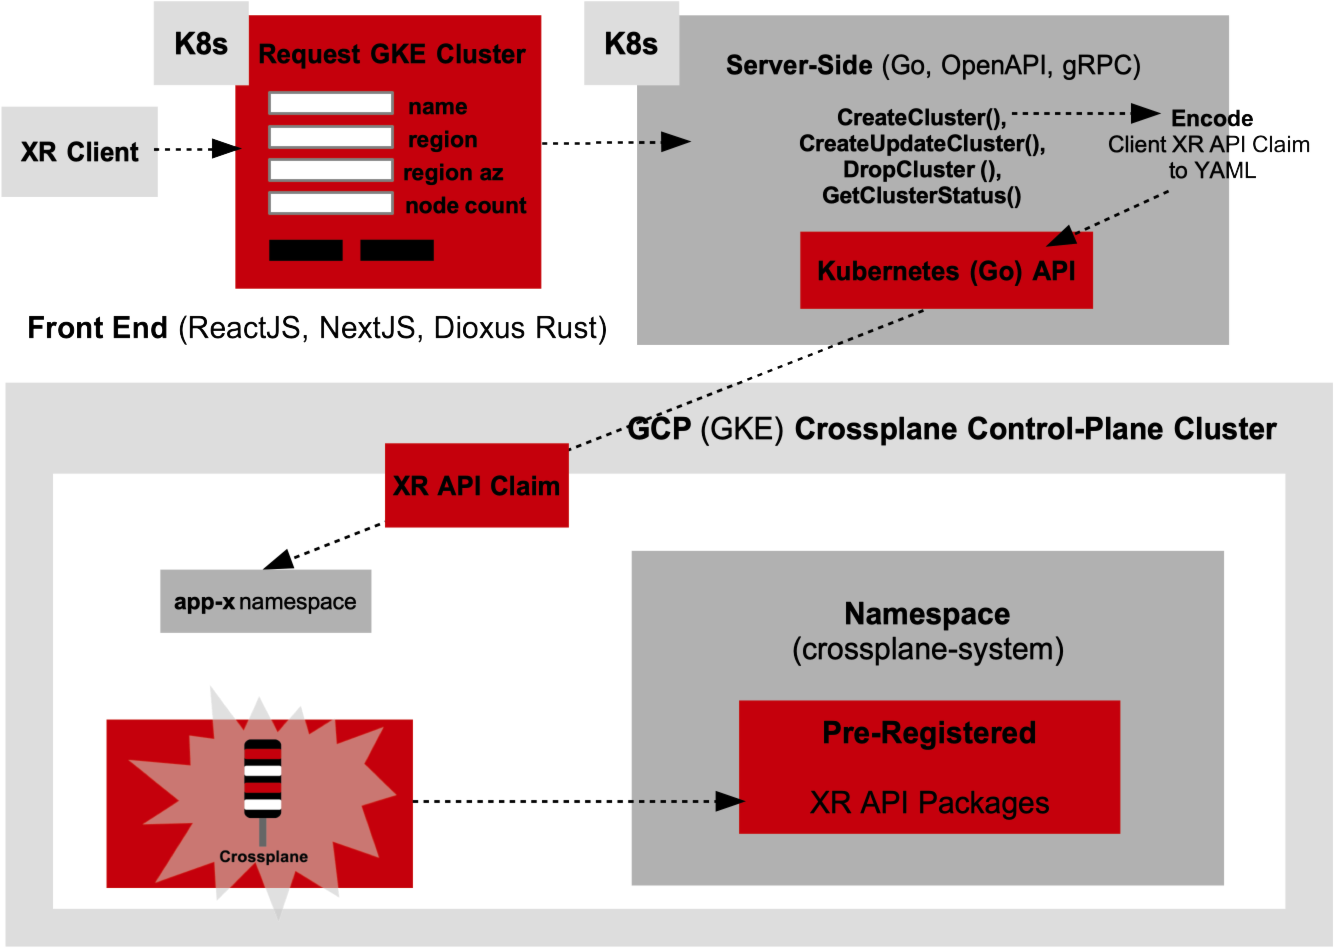 K8s
Request GKE Cluster
name
region
region az
node count
XR Client
Front End (ReactJS, NextJS, Dioxus Rust)
K8s
Server-Side (Go, OpenAPI, gRPC)
CreateCluster(),
CreateUpdateCluster(),
DropCluster (),
GetClusterStatus()
Encode
Client XR API Claim
to YAML
Kubernetes (Go) API
GCP (GKE) Crossplane Control-Plane Cluster
XR API Claim
app-x namespace
Namespace
(crossplane-system)
Pre-Registered
XR API Packages
Crossplane